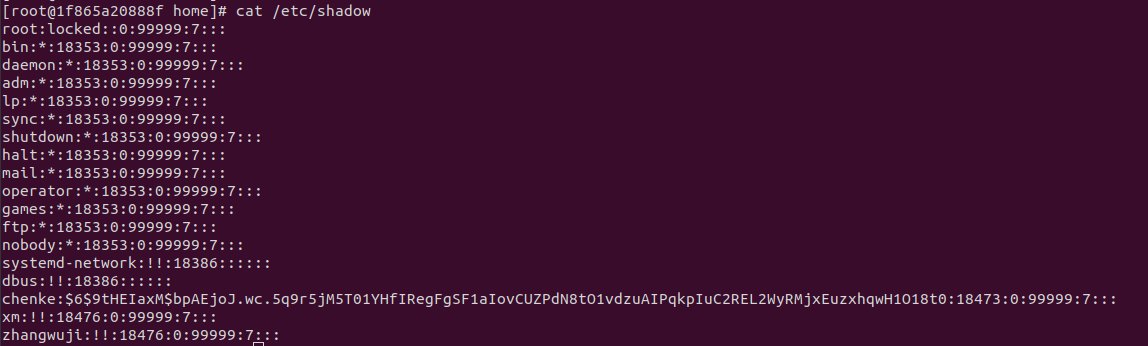 [root@1f865a20888f home]# cat /etc/shadow
root:locked::0:99999:7:::
bin:*:18353:0:99999:7:::
daemon:*:18353:0:99999:7:::
adm:*:18353:0:99999:7:::
lp:*:18353:0:99999:7:::
sync:*:18353:0:99999:7:::
shutdown:*:18353:0:99999:7:::
halt:*:18353:0:99999:7:::
mail:*:18353:0:99999:7:::
operator:*:18353:0:99999:7:::
games:*:18353:0:99999:7:::
ftp:*:18353:0:99999:7:::
nobody:*:18353:0:99999:7:::
systemd-network:!!:18386::::::
dbus:!!:18386::::::
chenke:$6$9tHEIaxM$bpAEjoJ.wc.5q9r5jM5T01YHfIRegFgSF1aIovCUZPdN8tO1vdzuAIPqkpIuC2REL2WyRMjxEuzxhqwH1O18t0:18473:0:99999:7:::
xm:!!:18476:0:99999:7:::
zhangwuji:!!:18476:0:99999:7:::